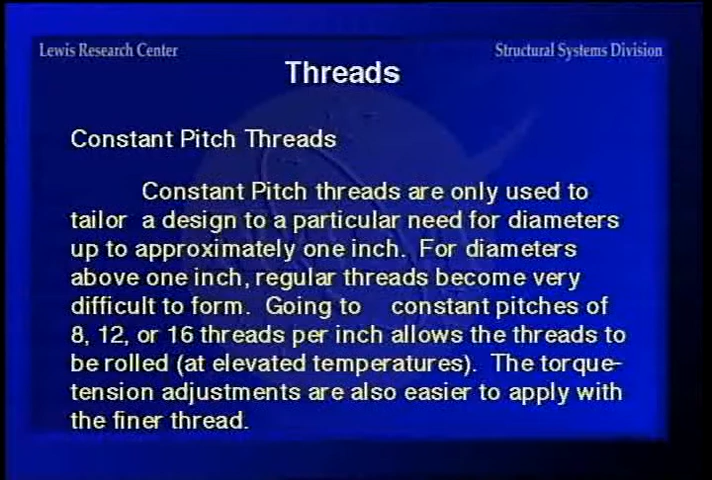 Lewis Research Center
Structural Systems Division
Threads
Constant Pitch Threads
Constant Pitch threads are only used to
tailor a design to a particular need for diameters
up to approximately one inch. For diameters
above one inch, regular threads become very
difficult to form. Going to constant pitches of
8, 12, or 16 threads per inch allows the threads to
be rolled (at elevated temperatures). The torque-
tension adjustments are also easier to apply with
the finer thread.